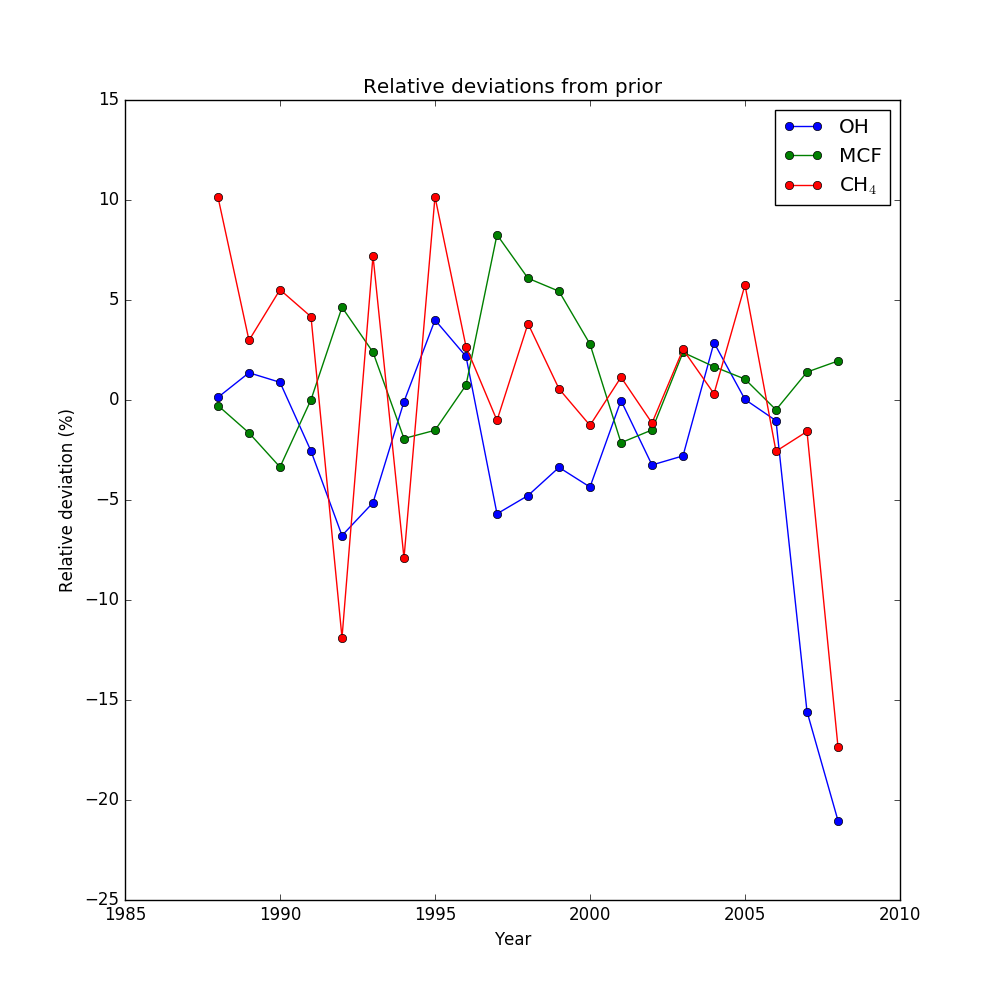 Relative deviations from prior
15
10
5
0
−5
−10
−15
−20
−25
Relative deviation (%)
OH
MCF
CH₄
1985 1990 1995 2000 2005 2010
Year